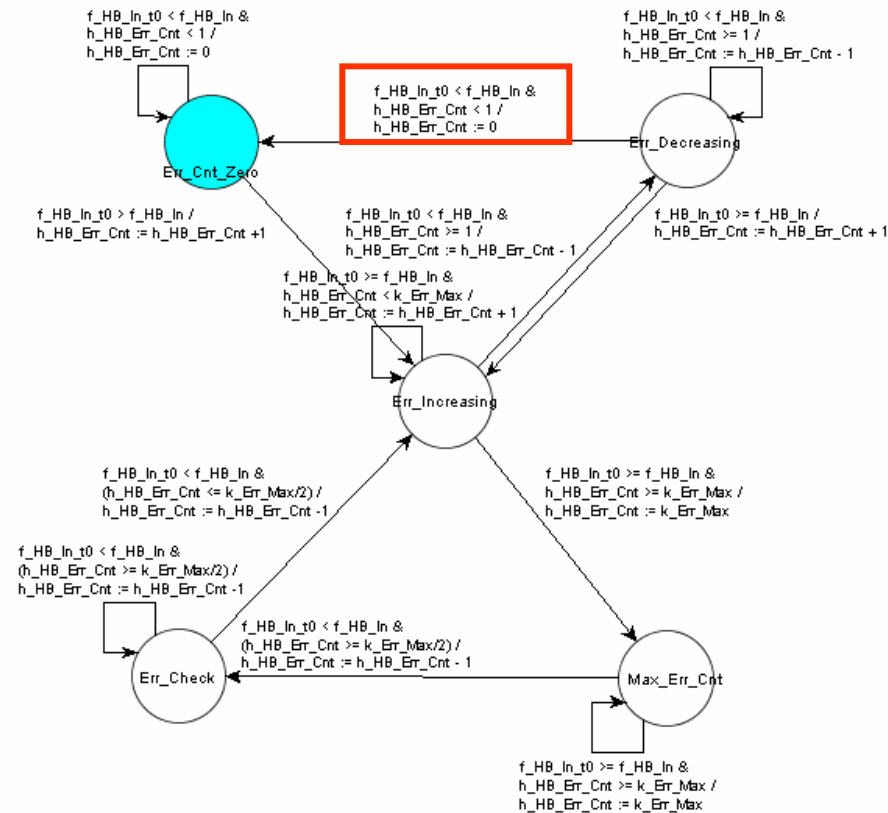 f_HB_In_t0 < f_HB_In &
h_HB_Err_Cnt < 1 /
h_HB_Err_Cnt := 0
f_HB_In_t0 < f_HB_In &
h_HB_Err_Cnt >= 1 /
h_HB_Err_Cnt := h_HB_Err_Cnt - 1
f_HB_In_t0 < f_HB_In &
h_HB_Err_Cnt < 1 /
h_HB_Err_Cnt := 0
Err_Cnt_Zero
Err_Decreasing
f_HB_In_t0 > f_HB_In /
h_HB_Err_Cnt := h_HB_Err_Cnt +1
f_HB_In_t0 < f_HB_In &
h_HB_Err_Cnt >= 1 /
h_HB_Err_Cnt := h_HB_Err_Cnt - 1
f_HB_In_t0 >= f_HB_In /
h_HB_Err_Cnt := h_HB_Err_Cnt + 1
f_HB_In_t0 >= f_HB_In &
h_HB_Err_Cnt < k_Err_Max /
h_HB_Err_Cnt := h_HB_Err_Cnt + 1
Err_Increasing
f_HB_In_t0 < f_HB_In &
(h_HB_Err_Cnt <= k_Err_Max/2) /
h_HB_Err_Cnt := h_HB_Err_Cnt -1
f_HB_In_t0 >= f_HB_In &
h_HB_Err_Cnt >= k_Err_Max /
h_HB_Err_Cnt := k_Err_Max
f_HB_In_t0 < f_HB_In &
(h_HB_Err_Cnt >= k_Err_Max/2) /
h_HB_Err_Cnt := h_HB_Err_Cnt -1
f_HB_In_t0 < f_HB_In &
(h_HB_Err_Cnt >= k_Err_Max/2) /
h_HB_Err_Cnt := h_HB_Err_Cnt - 1
Err_Check
Max_Err_Cnt
f_HB_In_t0 >= f_HB_In &
h_HB_Err_Cnt >= k_Err_Max /
h_HB_Err_Cnt := k_Err_Max